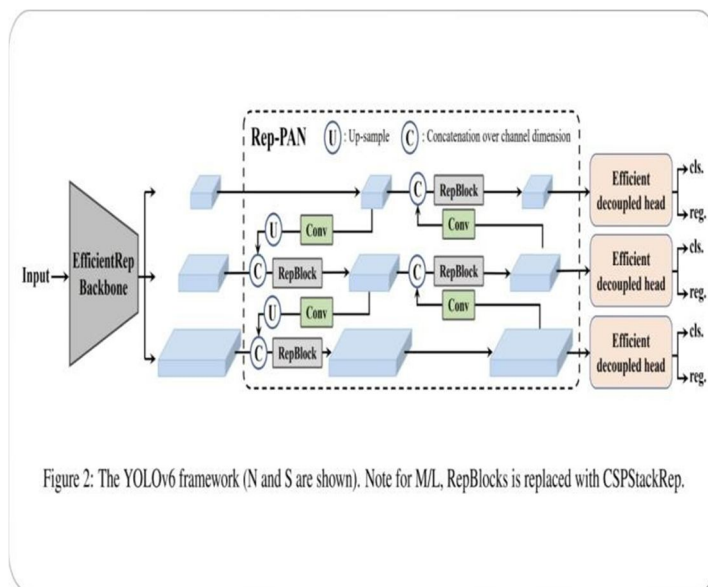 Rep-PAN U : Up-sample C : Concatenation over channel dimension
Efficient
decoupled head
cls.
reg.
C RepBlock
U Conv
Conv
Input
EfficientRep
Backbone
C RepBlock
C RepBlock
Efficient
decoupled head
cls.
reg.
U Conv
Conv
C RepBlock
Efficient
decoupled head
cls.
reg.
Figure 2: The YOLOv6 framework (N and S are shown). Note for M/L, RepBlocks is replaced with CSPStackRep.